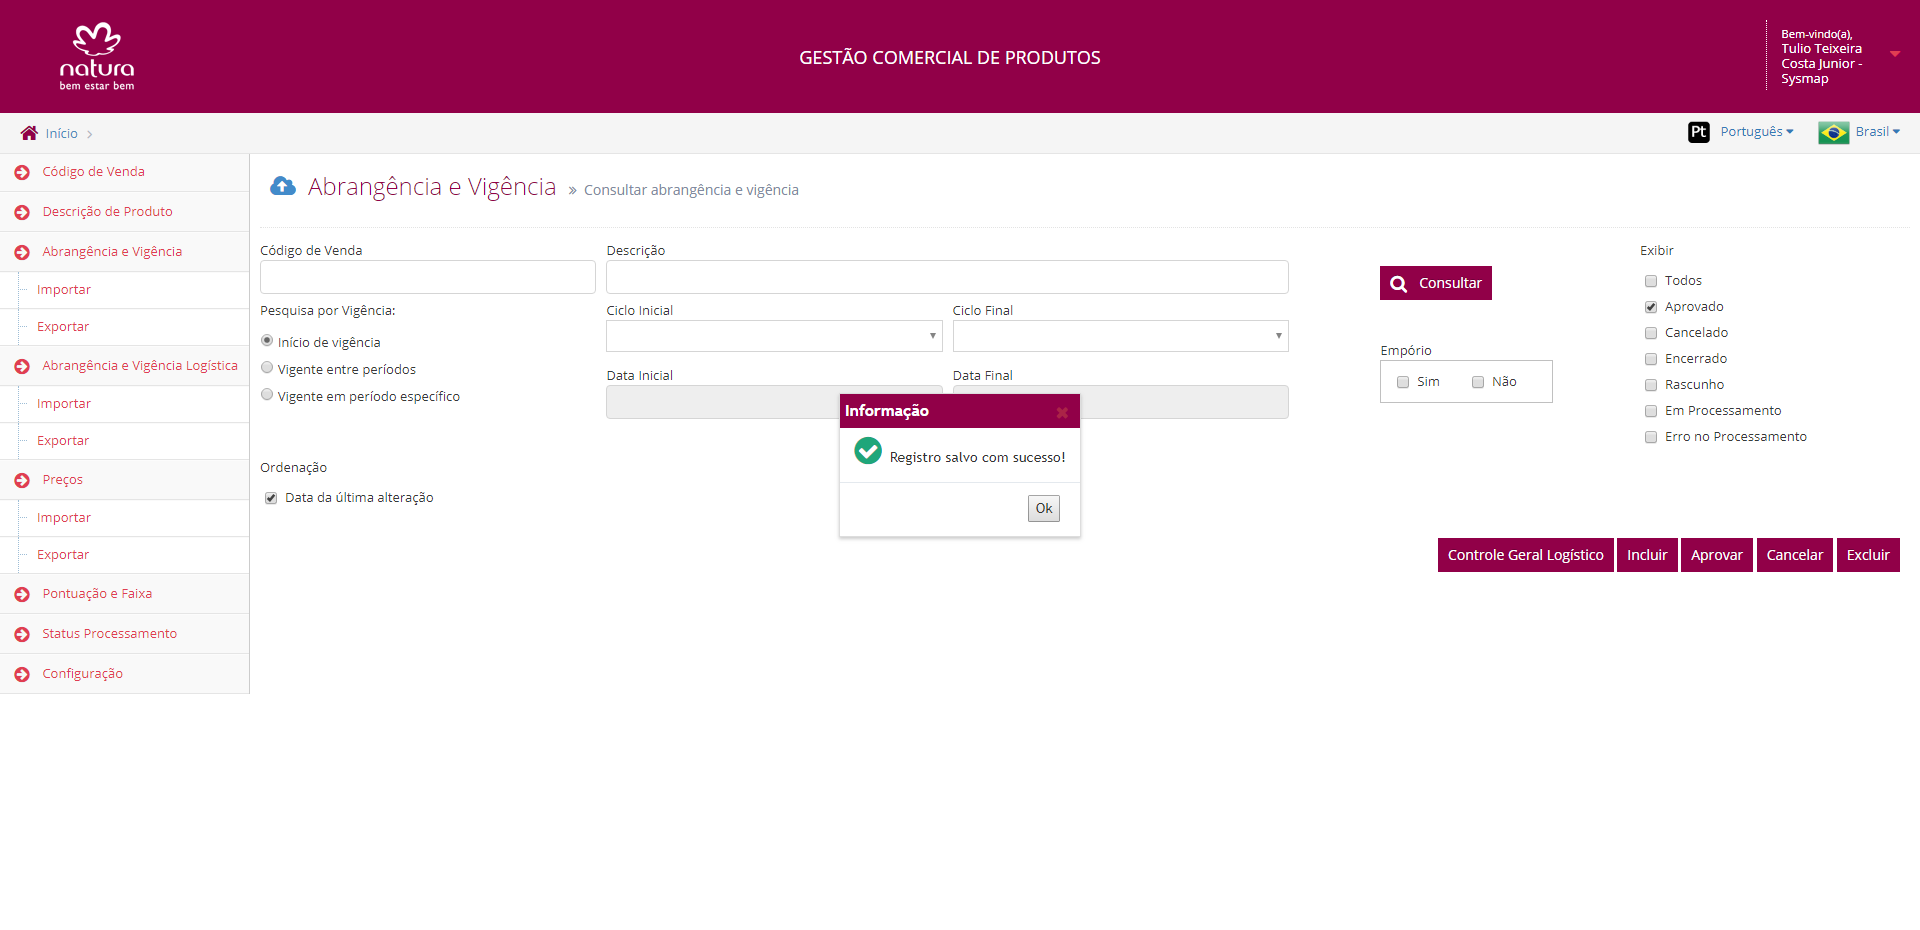 natura
bem estar bem
GESTÃO COMERCIAL DE PRODUTOS
Bem-vindo(a),
Tulio Teixeira
Costa Junior -
Sysmap
Início
Pt Português
Brasil
Código de Venda
Descrição de Produto
Abrangência e Vigência
Importar
Exportar
Abrangência e Vigência Logística
Importar
Exportar
Preços
Importar
Exportar
Pontuação e Faixa
Status Processamento
Configuração
Abrangência e Vigência » Consultar abrangência e vigência
Código de Venda
Descrição
Pesquisa por Vigência:
Início de vigência
Vigente entre períodos
Vigente em período específico
Ciclo Inicial
Ciclo Final
Data Inicial
Data Final
Ordenação
Data da última alteração
Consultar
Empório
Sim Não
Exibir
Todos
Aprovado
Cancelado
Encerrado
Rascunho
Em Processamento
Erro no Processamento
Informação
Registro salvo com sucesso!
Ok
Controle Geral Logístico Incluir Aprovar Cancelar Excluir